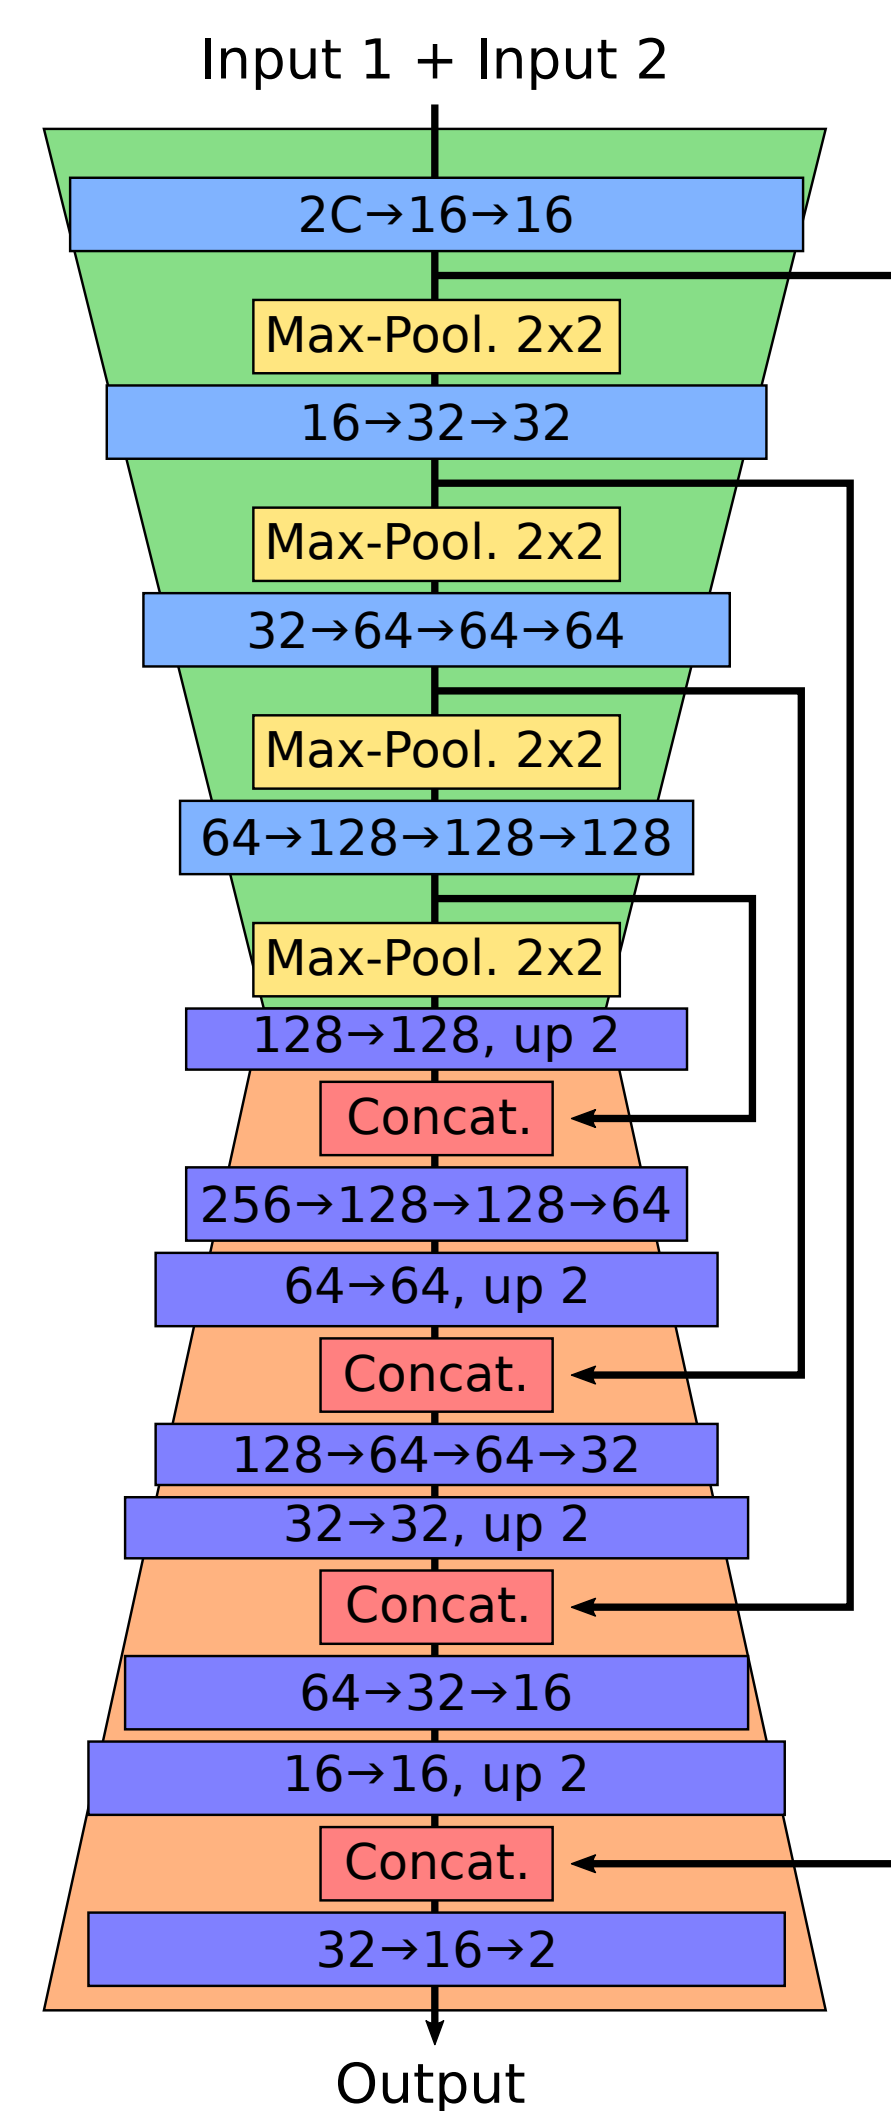 Input 1 + Input 2
2C→16→16
Max-Pool. 2x2
16→32→32
Max-Pool. 2x2
32→64→64→64
Max-Pool. 2x2
64→128→128→128
Max-Pool. 2x2
128→128, up 2
Concat.
256→128→128→64
64→64, up 2
Concat.
128→64→64→32
32→32, up 2
Concat.
64→32→16
16→16, up 2
Concat.
32→16→2
Output